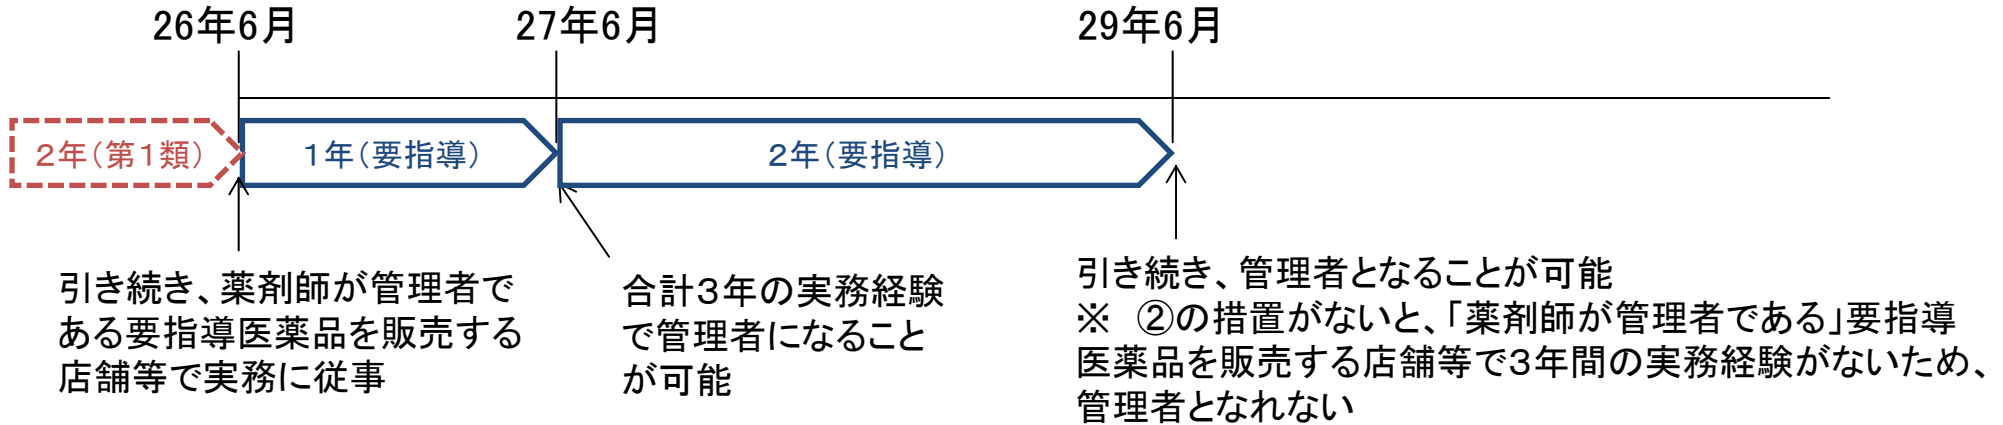 26年6月
27年6月
29年6月
２年（第１類）
１年（要指導）
２年（要指導）
引き続き、薬剤師が管理者で
ある要指導医薬品を販売する
店舗等で実務に従事
合計３年の実務経験
で管理者になること
が可能
引き続き、管理者となることが可能
※　②の措置がないと、「薬剤師が管理者である」要指導
医薬品を販売する店舗等で３年間の実務経験がないため、
管理者となれない